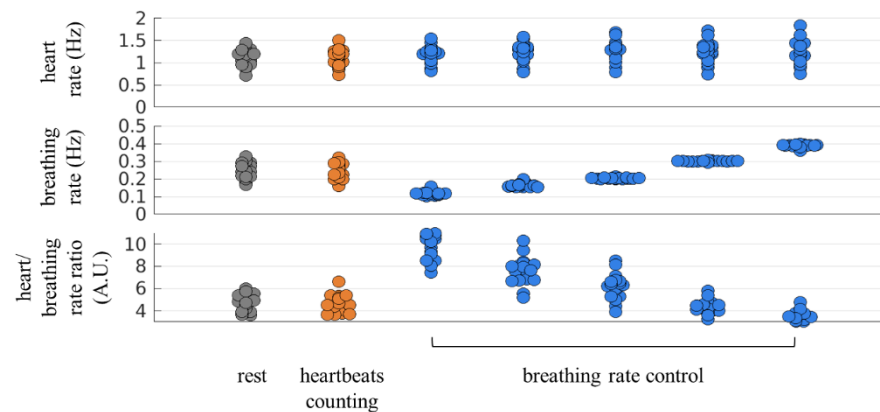 heart
rate (Hz)
2
1.5
1
0.5
0
breathing
rate (Hz)
0.5
0.4
0.3
0.2
0.1
0
heart/
breathing
rate ratio
(A.U.)
10
8
6
4
rest
heartbeats
counting
breathing rate control